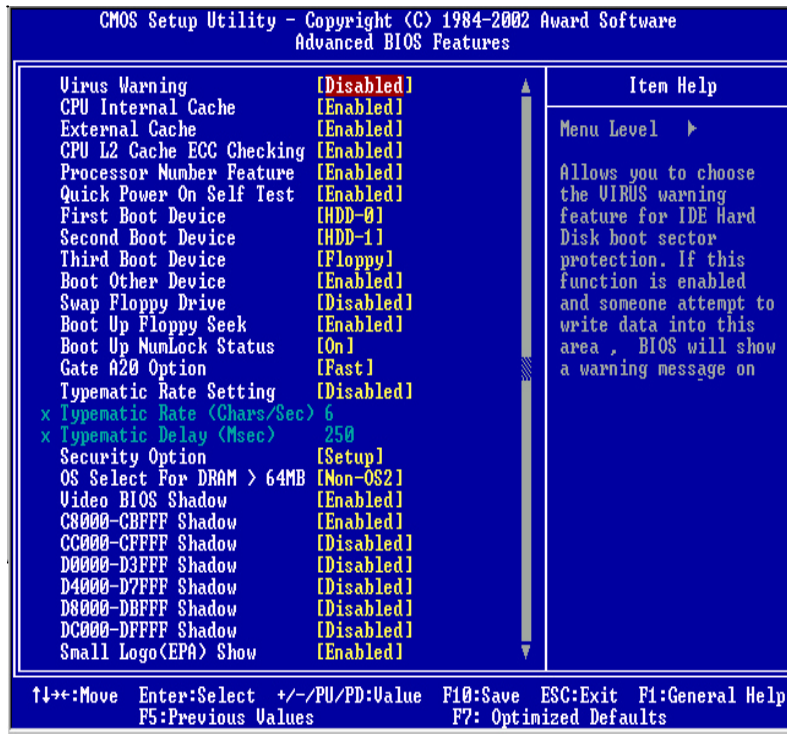 CMOS Setup Utility - Copyright (C) 1984-2002 Award Software
Advanced BIOS Features
Virus Warning [Disabled]
CPU Internal Cache [Enabled]
External Cache [Enabled]
CPU L2 Cache ECC Checking [Enabled]
Processor Number Feature [Enabled]
Quick Power On Self Test [Enabled]
First Boot Device [HDD-0]
Second Boot Device [HDD-1]
Third Boot Device [Floppy]
Boot Other Device [Enabled]
Swap Floppy Drive [Disabled]
Boot Up Floppy Seek [Enabled]
Boot Up NumLock Status [On]
Gate A20 Option [Fast]
Typematic Rate Setting [Disabled]
x Typematic Rate (Chars/Sec) 6
x Typematic Delay (Msec) 250
Security Option [Setup]
OS Select For DRAM > 64MB [Non-OS2]
Video BIOS Shadow [Enabled]
C8000-CBFFF Shadow [Enabled]
CC000-CFFFF Shadow [Disabled]
D0000-D3FFF Shadow [Disabled]
D4000-D7FFF Shadow [Disabled]
D8000-DBFFF Shadow [Disabled]
DC000-DFFFF Shadow [Disabled]
Small Logo(EPA) Show [Enabled]
Item Help
Menu Level ►
Allows you to choose
the VIRUS warning
feature for IDE Hard
Disk boot sector
protection. If this
function is enabled
and someone attempt to
write data into this
area , BIOS will show
a warning message on
↑↓→←:Move Enter:Select +/-/PU/PD:Value F10:Save ESC:Exit F1:General Help
F5:Previous Values F7: Optimized Defaults